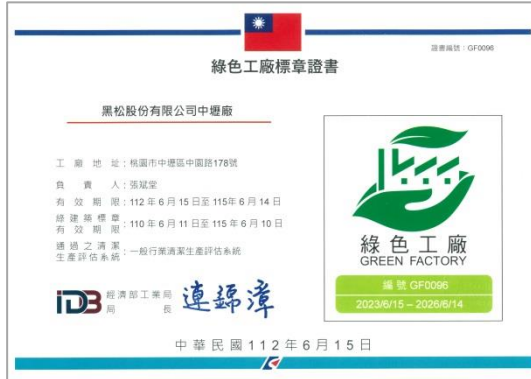 證書編號：GF0096
綠色工廠標章證書
黑松股份有限公司中壢廠
工廠地址：桃園市中壢區中園路178號
負責人：張斌堂
有效期限：112年6月15日至115年6月14日
綠建築標章
有效期限：110年6月11日至115年6月10日
通過之清潔
生產評估系統：一般行業清潔生產評估系統
IDB 經濟部工業局
局長 連錦漳
中華民國112年6月15日
綠色工廠
GREEN FACTORY
編號 GF0096
2023/6/15 – 2026/6/14